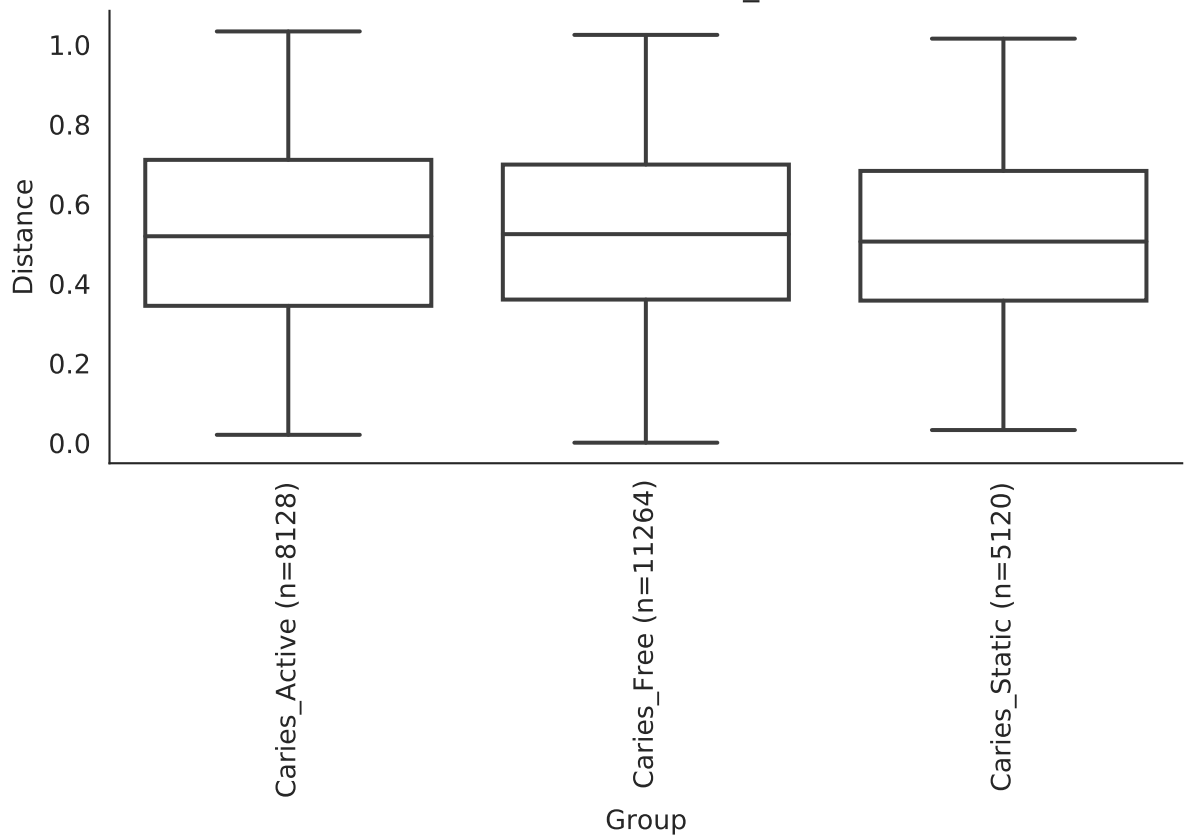 1.0
0.8
0.6
0.4
0.2
0.0
Distance
Caries_Active (n=8128)
Caries_Free (n=11264)
Caries_Static (n=5120)
Group